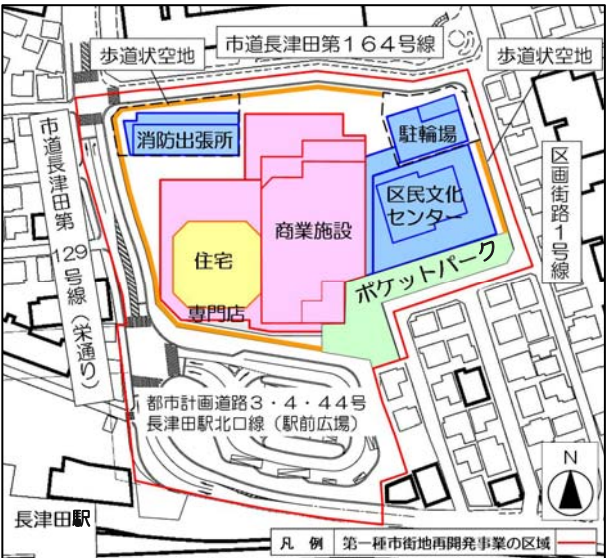 市道長津田第164号線
歩道状空地
歩道状空地
消防出張所
駐輪場
市道長津田第129号線（栄通り）
区画街路1号線
区民文化
センター
商業施設
住宅
専門店
ポケットパーク
都市計画道路3・4・44号
長津田駅北口線（駅前広場）
N
長津田駅
凡 例 第一種市街地再開発事業の区域